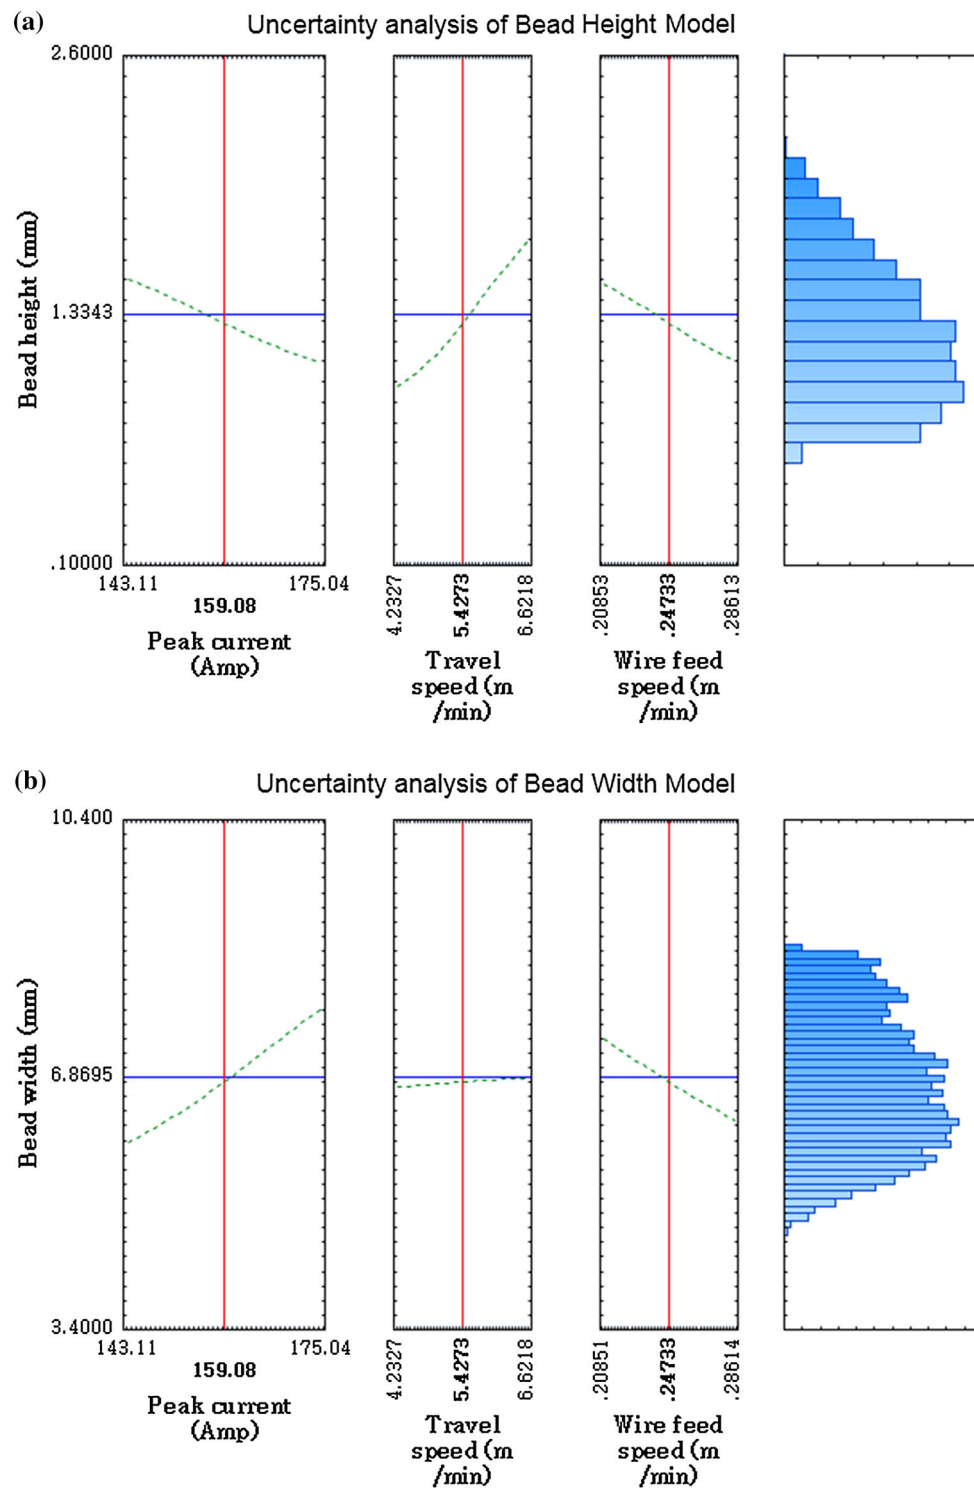 (a)
Uncertainty analysis of Bead Height Model
2.6000
1.3343
.10000
Bead height (mm)
143.11
175.04
159.08
Peak current
(Amp)
4.2327
5.4273
6.6218
Travel
speed (m
/min)
.20853
.24733
.28613
Wire feed
speed (m
/min)
(b)
Uncertainty analysis of Bead Width Model
10.400
6.8695
3.4000
Bead width (mm)
143.11
175.04
159.08
Peak current
(Amp)
4.2327
5.4273
6.6218
Travel
speed (m
/min)
.20851
.24733
.28614
Wire feed
speed (m
/min)